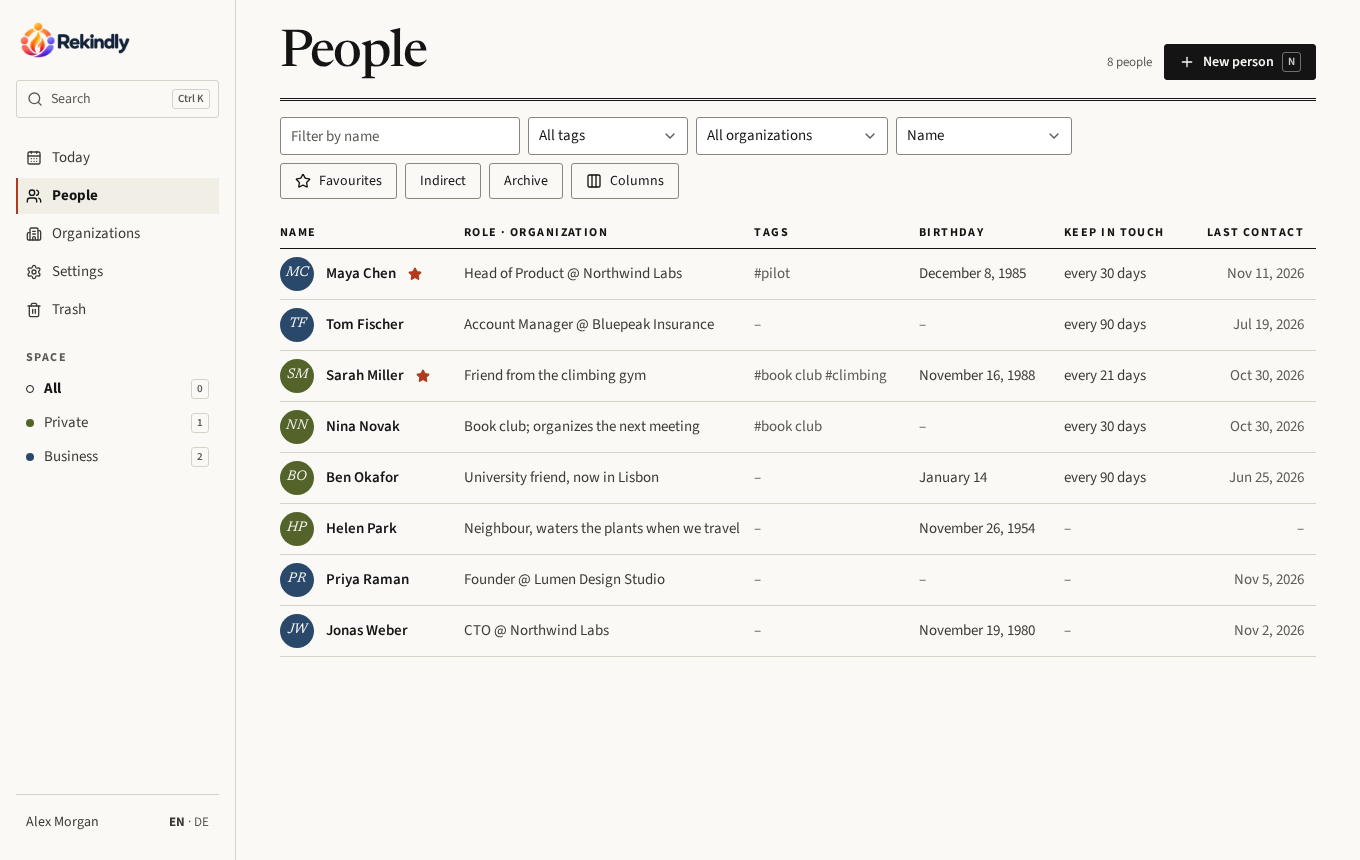 Rekindly
Search Ctrl K
Today
People
Organizations
Settings
Trash
SPACE
All 0
Private 1
Business 2
Alex Morgan EN · DE
People
8 people + New person N
Filter by name All tags All organizations Name
Favourites Indirect Archive Columns
NAME ROLE · ORGANIZATION TAGS BIRTHDAY KEEP IN TOUCH LAST CONTACT
MC Maya Chen Head of Product @ Northwind Labs #pilot December 8, 1985 every 30 days Nov 11, 2026
TF Tom Fischer Account Manager @ Bluepeak Insurance – – every 90 days Jul 19, 2026
SM Sarah Miller Friend from the climbing gym #book club #climbing November 16, 1988 every 21 days Oct 30, 2026
NN Nina Novak Book club; organizes the next meeting #book club – every 30 days Oct 30, 2026
BO Ben Okafor University friend, now in Lisbon – January 14 every 90 days Jun 25, 2026
HP Helen Park Neighbour, waters the plants when we travel – November 26, 1954 – –
PR Priya Raman Founder @ Lumen Design Studio – – – Nov 5, 2026
JW Jonas Weber CTO @ Northwind Labs – November 19, 1980 – Nov 2, 2026